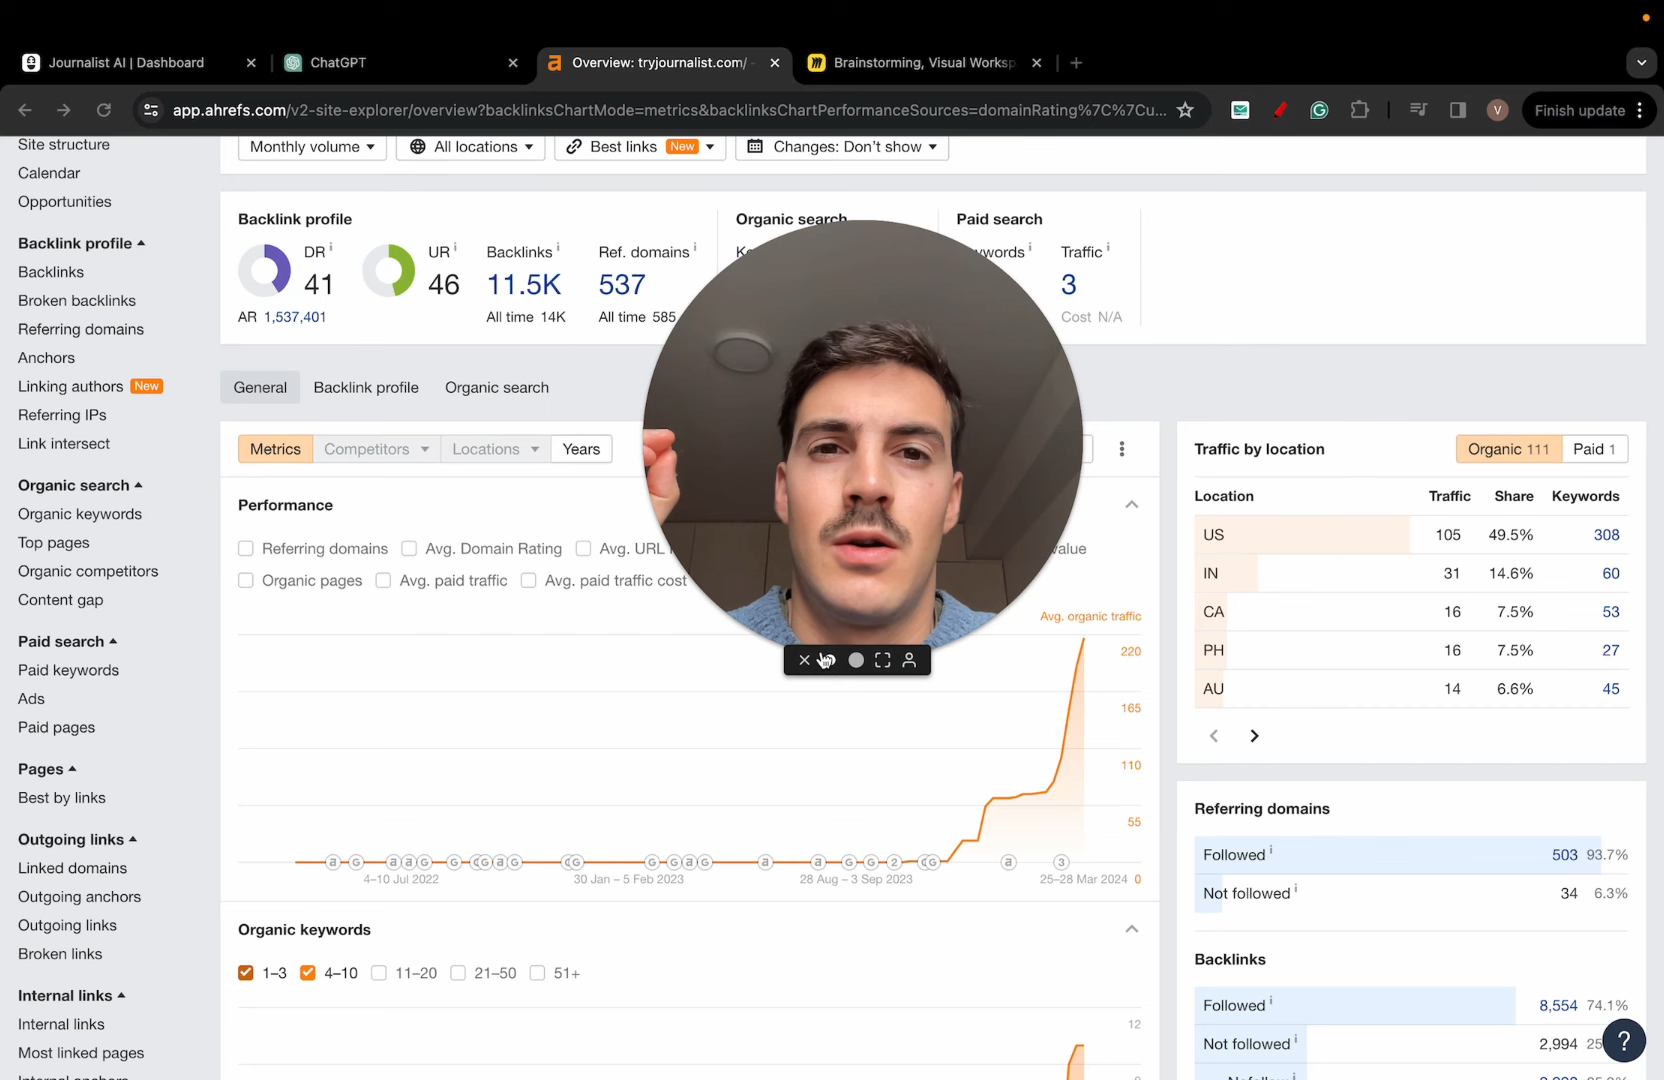 Journalist AI | Dashboard
ChatGPT
Overview: tryjournalist.com/
Brainstorming, Visual Worksp
app.ahrefs.com/v2-site-explorer/overview?backlinksChartMode=metrics&backlinksChartPerformanceSources=domainRating%7C%7Cu...
V
Finish update
Site structure
Calendar
Opportunities
Backlink profile
Backlinks
Broken backlinks
Referring domains
Anchors
Linking authors New
Referring IPs
Link intersect
Organic search
Organic keywords
Top pages
Organic competitors
Content gap
Paid search
Paid keywords
Ads
Paid pages
Pages
Best by links
Outgoing links
Linked domains
Outgoing anchors
Outgoing links
Broken links
Internal links
Internal links
Most linked pages
Monthly volume
All locations
Best links New
Changes: Don't show
Backlink profile
DR 41
AR 1,537,401
UR 46
Backlinks
11.5K
All time 14K
Ref. domains
537
All time 585
Organic search
Paid search
Traffic
3
Cost N/A
General
Backlink profile
Organic search
Metrics
Competitors
Locations
Years
Performance
Referring domains
Avg. Domain Rating
Avg. URL
Organic pages
Avg. paid traffic
Avg. paid traffic cost
Avg. organic traffic
220
165
110
55
0
4–10 Jul 2022
30 Jan – 5 Feb 2023
28 Aug – 3 Sep 2023
25–28 Mar 2024
Organic keywords
1–3
4–10
11–20
21–50
51+
12
Traffic by location
Organic 111
Paid 1
Location Traffic Share Keywords
US 105 49.5% 308
IN 31 14.6% 60
CA 16 7.5% 53
PH 16 7.5% 27
AU 14 6.6% 45
Referring domains
Followed 503 93.7%
Not followed 34 6.3%
Backlinks
Followed 8,554 74.1%
Not followed 2,994
?